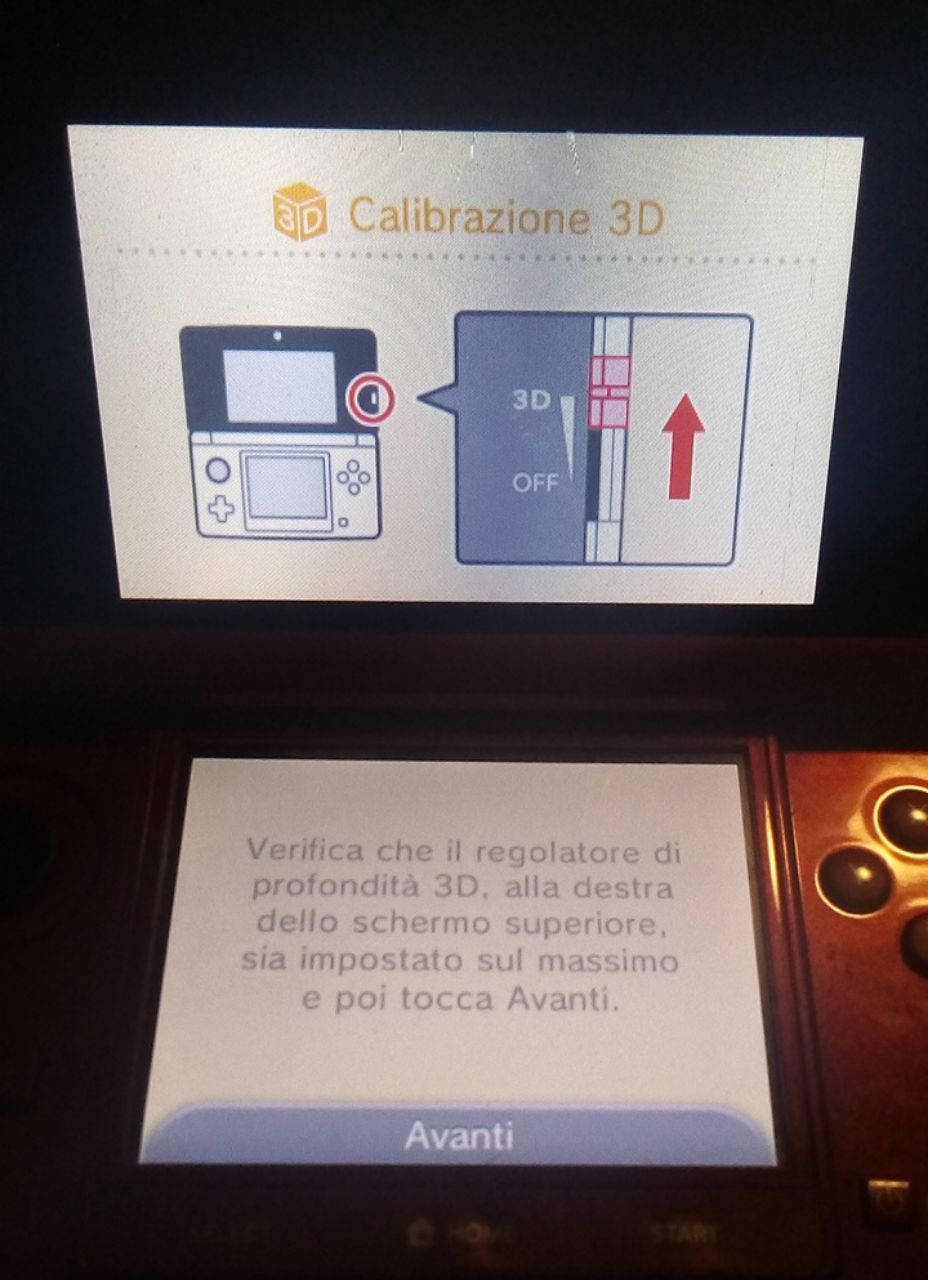 3D Calibrazione 3D
3D
OFF
Verifica che il regolatore di
profondità 3D, alla destra
dello schermo superiore,
sia impostato sul massimo
e poi tocca Avanti.
Avanti
SELECT HOME START